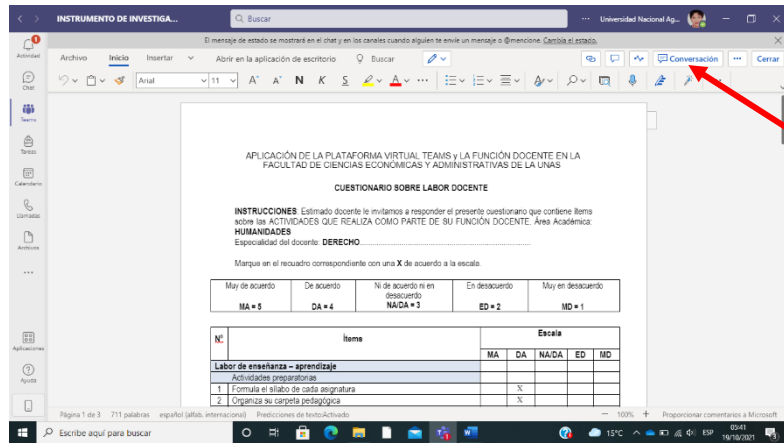 INSTRUMENTO DE INVESTIGA...
Buscar
Universidad Nacional Ag...
El mensaje de estado se mostrará en el chat y en los canales cuando alguien te envíe un mensaje o @mencione. Cambia el estado.
Actividad
Chat
Teams
Tareas
Calendario
Llamadas
Archivos
Aplicaciones
Ayuda
Archivo Inicio Insertar Abrir en la aplicación de escritorio Buscar Conversación Cerrar
Arial 11 A A N K S A
APLICACIÓN DE LA PLATAFORMA VIRTUAL TEAMS y LA FUNCIÓN DOCENTE EN LA
FACULTAD DE CIENCIAS ECONÓMICAS Y ADMINISTRATIVAS DE LA UNAS
CUESTIONARIO SOBRE LABOR DOCENTE
INSTRUCCIONES: Estimado docente le invitamos a responder el presente cuestionario que contiene ítems
sobre las ACTIVIDADES QUE REALIZA COMO PARTE DE SU FUNCIÓN DOCENTE. Área Académica:
HUMANIDADES
Especialidad del docente: DERECHO
Marque en el recuadro correspondiente con una X de acuerdo a la escala.
Muy de acuerdo De acuerdo Ni de acuerdo ni en En desacuerdo Muy en desacuerdo
desacuerdo
MA = 5 DA = 4 NA/DA = 3 ED = 2 MD = 1
Nº Ítems Escala
MA DA NA/DA ED MD
Labor de enseñanza – aprendizaje
Actividades preparatorias
1 Formula el sílabo de cada asignatura X
2 Organiza su carpeta pedagógica X
Página 1 de 3 711 palabras español (alfab. internacional) Predicciones de texto:Activado 100% Proporcionar comentarios a Microsoft
Escribe aquí para buscar 15°C ESP 05:41
19/10/2021